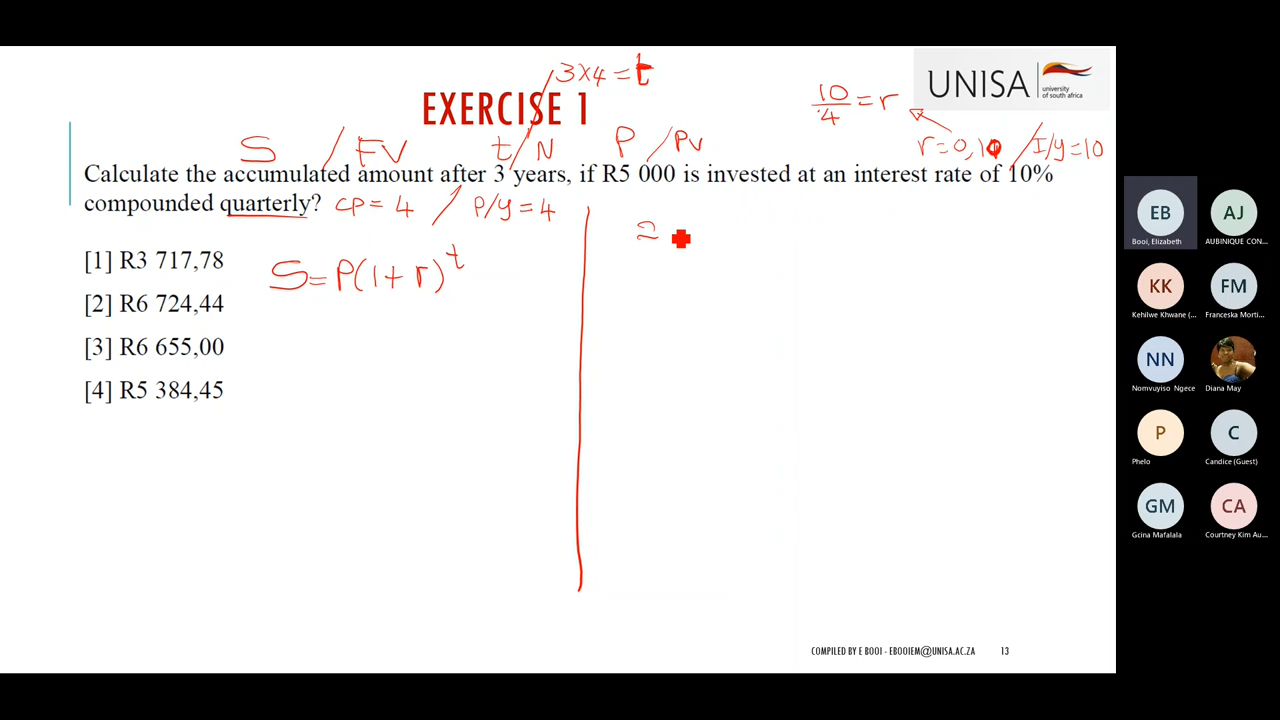 3×4 = t
UNISA
university
of south africa
10/4 = r
EXERCISE 1
S / FV t/N P /PV r=0,10 /I/y=10
Calculate the accumulated amount after 3 years, if R5 000 is invested at an interest rate of 10%
compounded quarterly? CP = 4 / P/y = 4
[1] R3 717,78
S = P(1 + r)^t
[2] R6 724,44
[3] R6 655,00
[4] R5 384,45
COMPILED BY E BOOI - EBOOIEM@UNISA.AC.ZA 13
EB AJ
Booi, Elizabeth AUBINIQUE CON...
KK FM
Kehilwe Khwane (... Franceska Morti...
NN
Nomvuyiso Ngece Diana May
P C
Phelo Candice (Guest)
GM CA
Gcina Mafalala Courtney Kim Au...